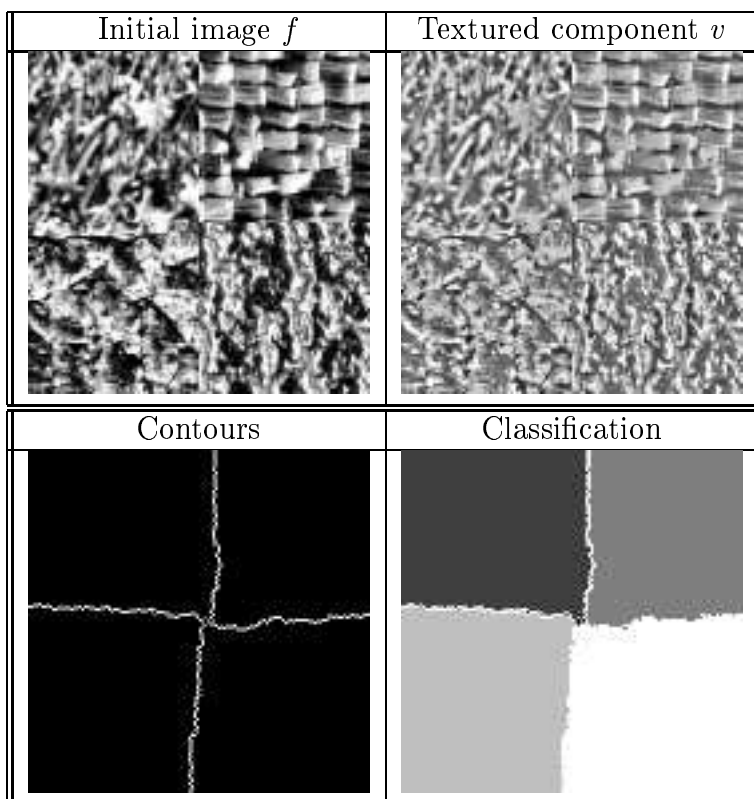 Initial image f
Textured component v
Contours
Classification